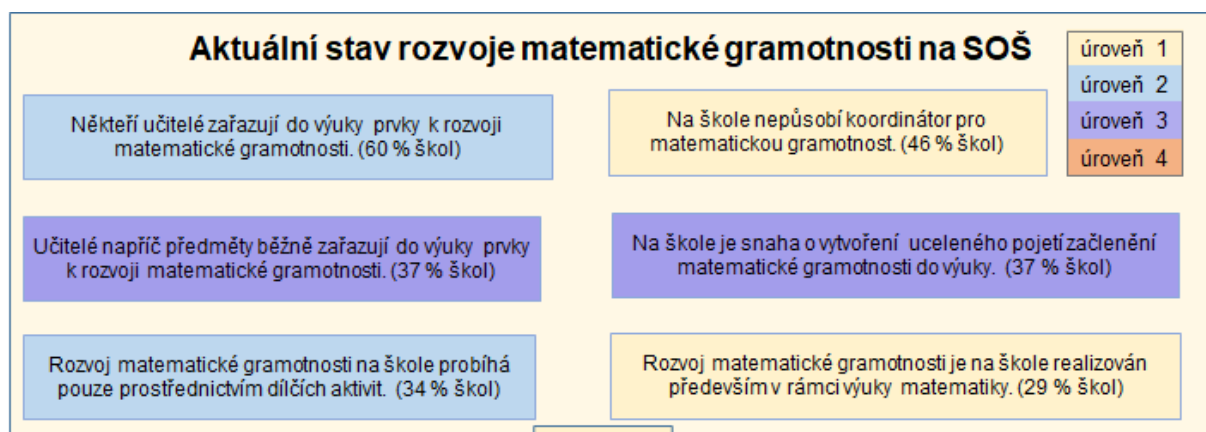 Aktuální stav rozvoje matematické gramotnosti na SOŠ
úroveň 1
úroveň 2
úroveň 3
úroveň 4
Někteří učitelé zařazují do výuky prvky k rozvoji
matematické gramotnosti. (60 % škol)
Na škole nepůsobí koordinátor pro
matematickou gramotnost. (46 % škol)
Učitelé napříč předměty běžně zařazují do výuky prvky
k rozvoji matematické gramotnosti. (37 % škol)
Na škole je snaha o vytvoření uceleného pojetí začlenění
matematické gramotnosti do výuky. (37 % škol)
Rozvoj matematické gramotnosti na škole probíhá
pouze prostřednictvím dílčích aktivit. (34 % škol)
Rozvoj matematické gramotnosti je na škole realizován
především v rámci výuky matematiky. (29 % škol)